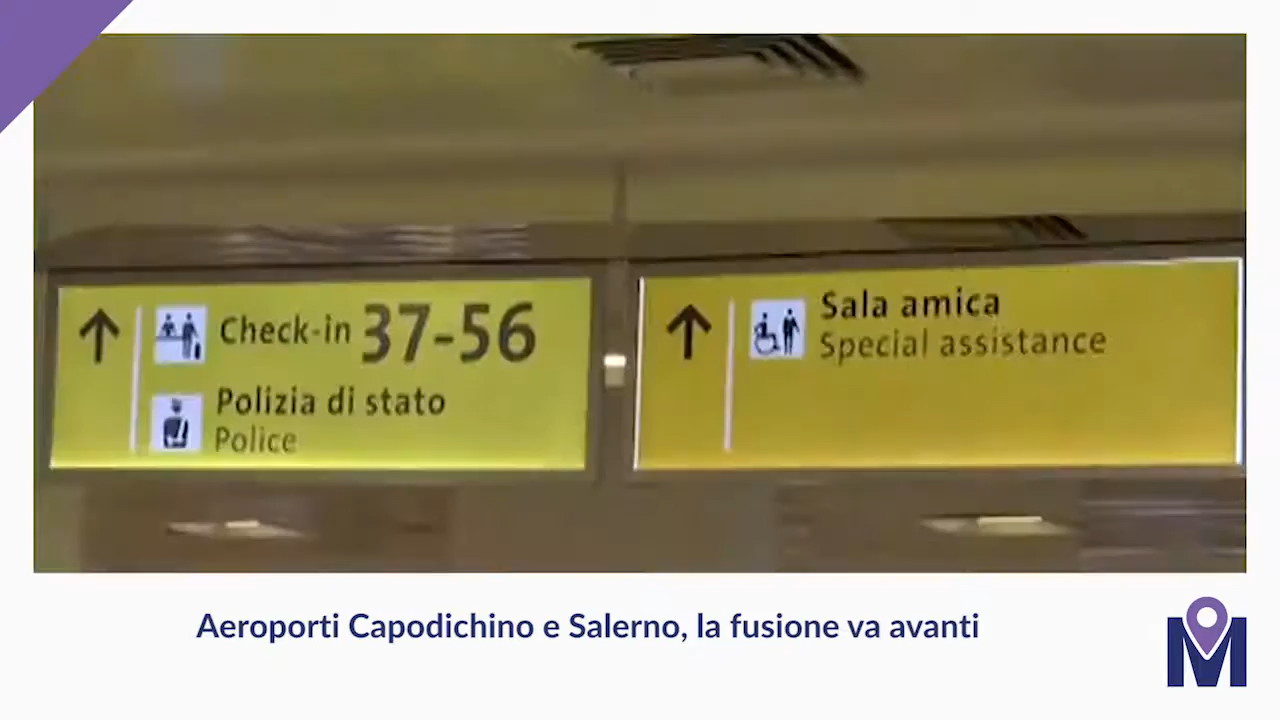 Check-in 37-56
Polizia di stato
Police
Sala amica
Special assistance
Aeroporti Capodichino e Salerno, la fusione va avanti
M